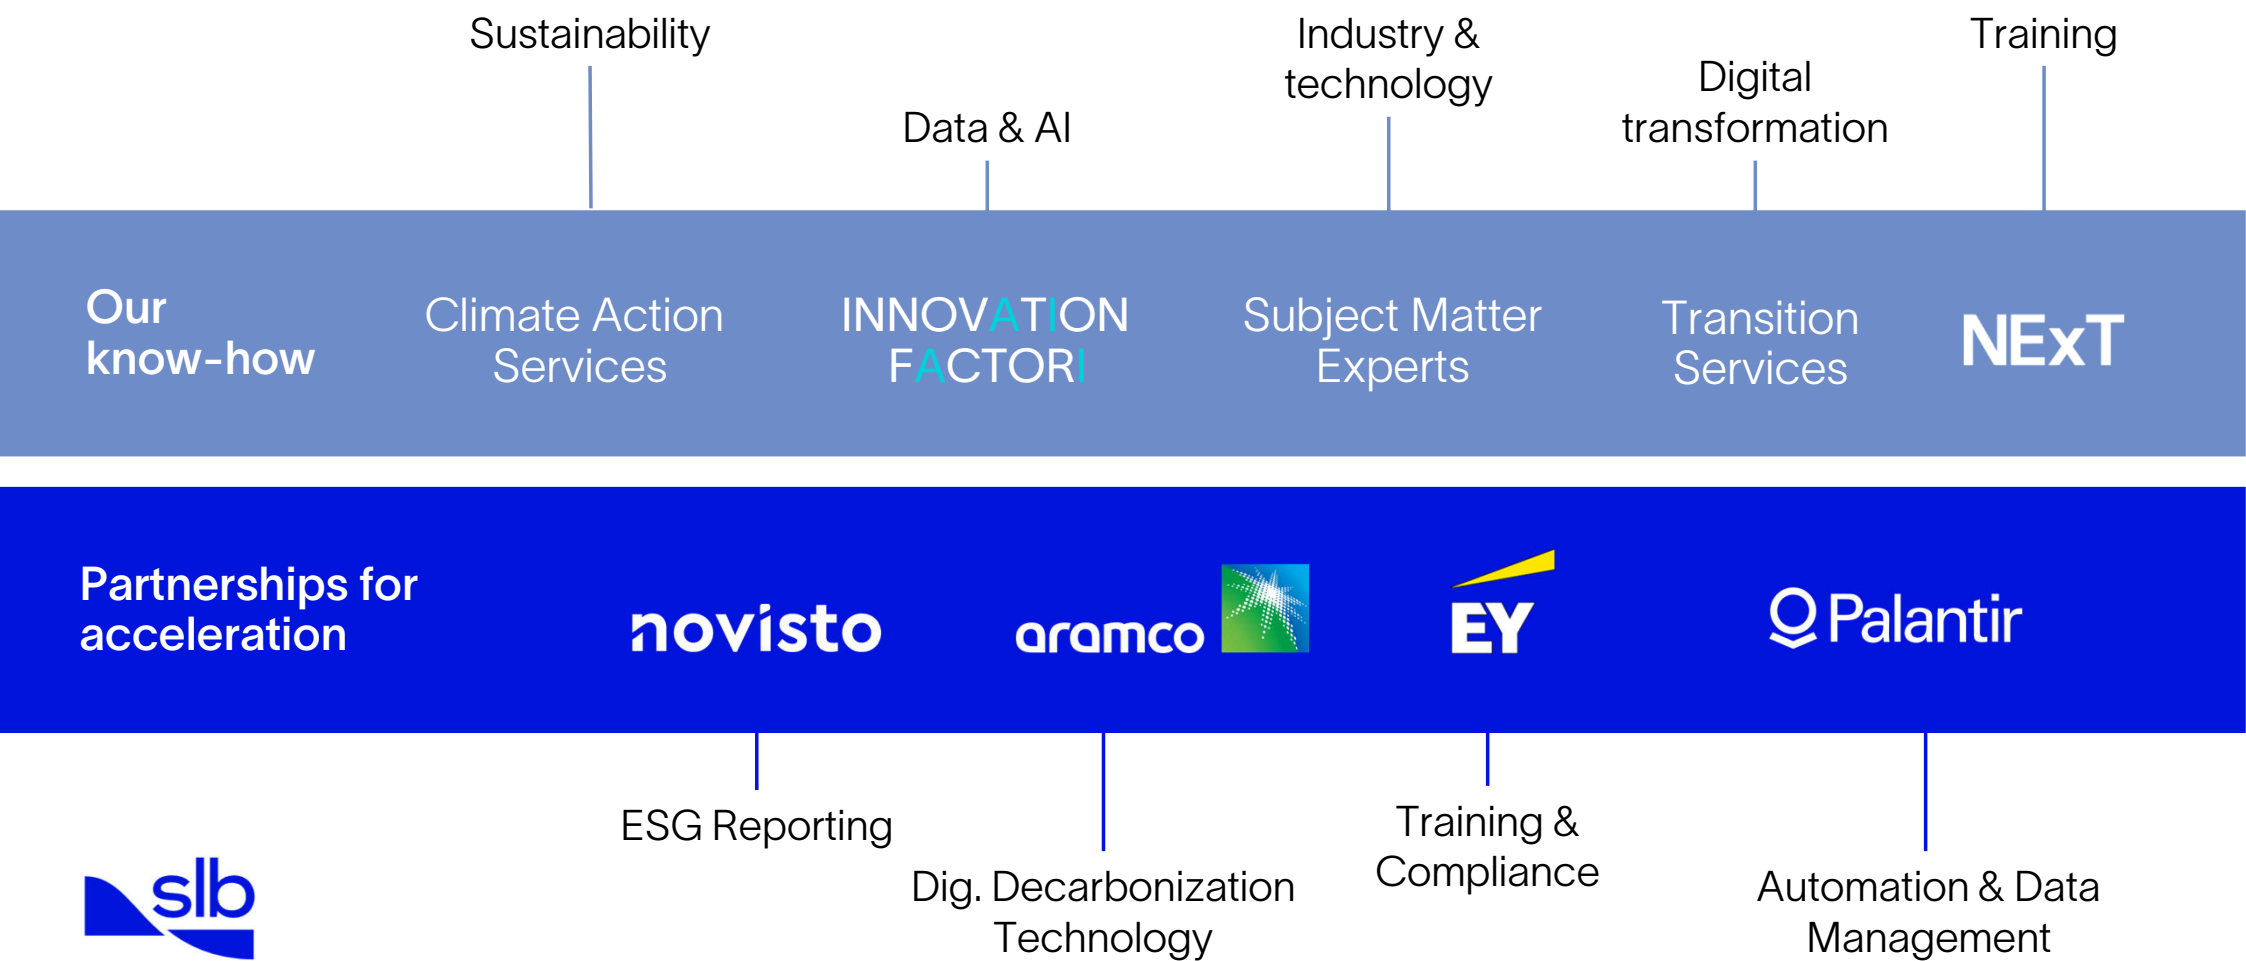 Sustainability
Data & AI
Industry &
technology
Digital
transformation
Training
Our
know-how
Climate Action
Services
INNOVATION
FACTORI
Subject Matter
Experts
Transition
Services
NExT
Partnerships for
acceleration
novisto
aramco
EY
Palantir
ESG Reporting
Dig. Decarbonization
Technology
Training &
Compliance
Automation & Data
Management
slb